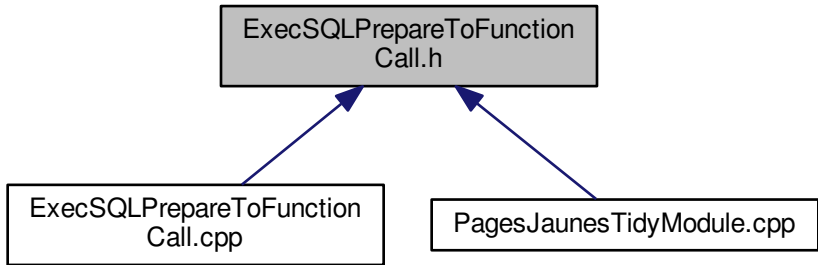 ExecSQLPrepareToFunction
Call.h
ExecSQLPrepareToFunction
Call.cpp
PagesJaunesTidyModule.cpp